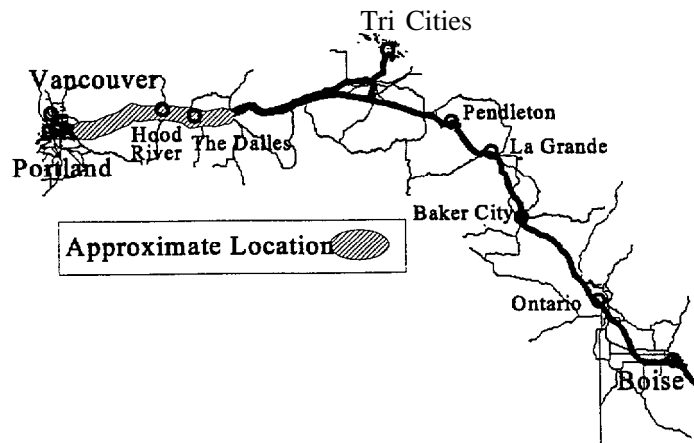 Tri Cities
Vancouver
Pendleton
Hood
River
The Dalles
La Grande
Portland
Baker City
Approximate Location
Ontario
Boise